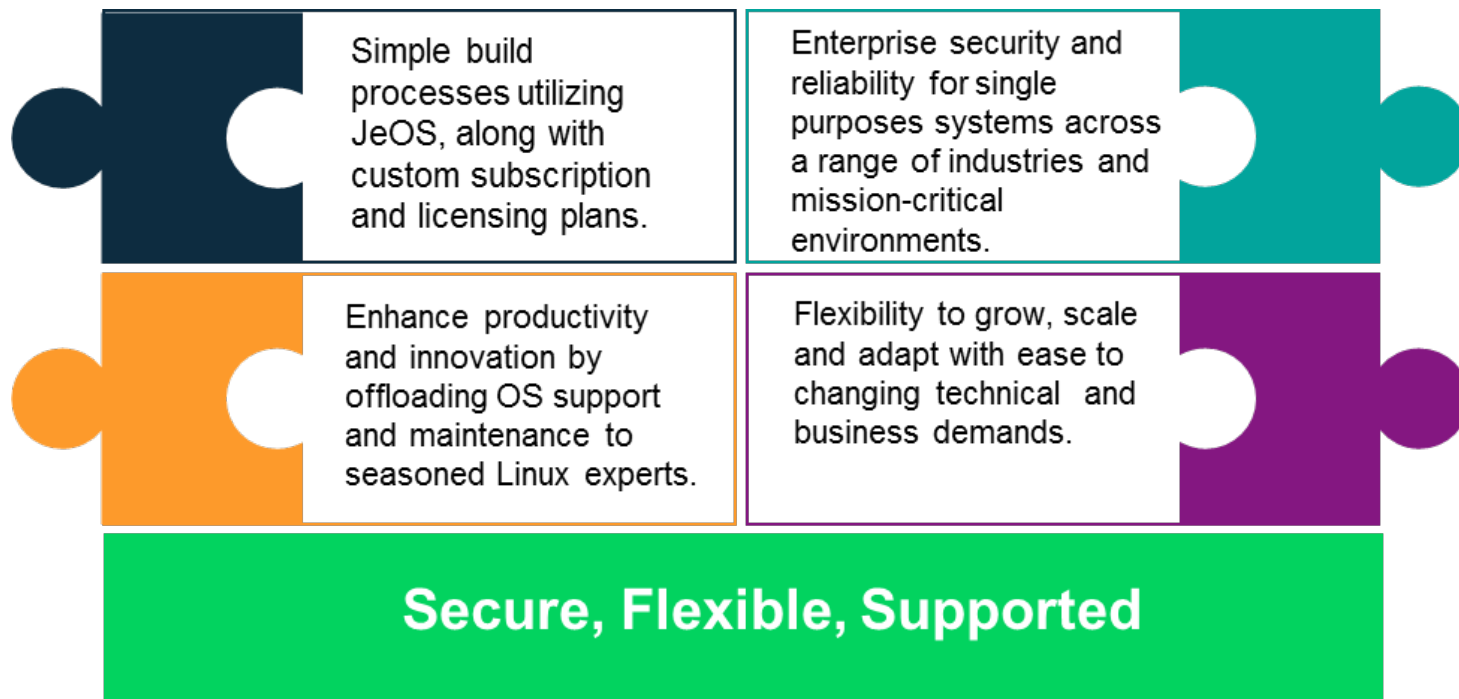 Simple build
processes utilizing
JeOS, along with
custom subscription
and licensing plans.
Enterprise security and
reliability for single
purposes systems across
a range of industries and
mission-critical
environments.
Enhance productivity
and innovation by
offloading OS support
and maintenance to
seasoned Linux experts.
Flexibility to grow, scale
and adapt with ease to
changing technical and
business demands.
Secure, Flexible, Supported